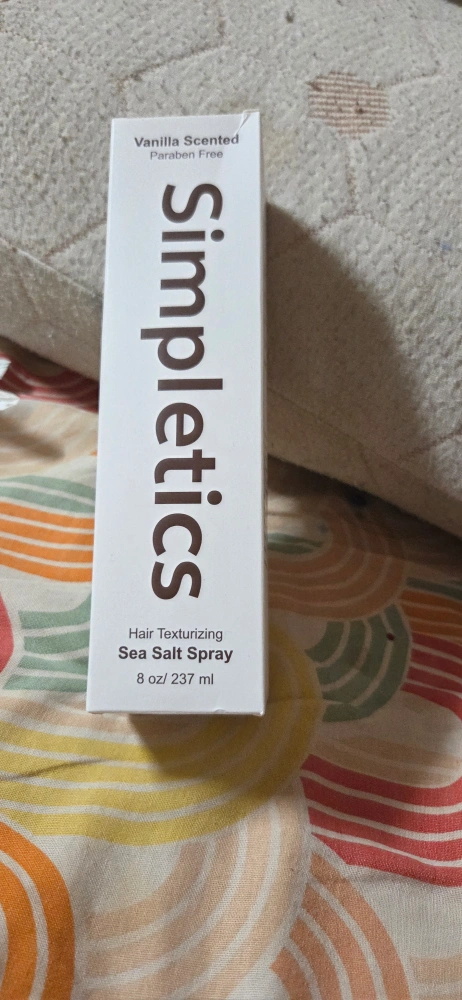 Vanilla Scented
Paraben Free
Simpletics
Hair Texturizing
Sea Salt Spray
8 oz/ 237 ml